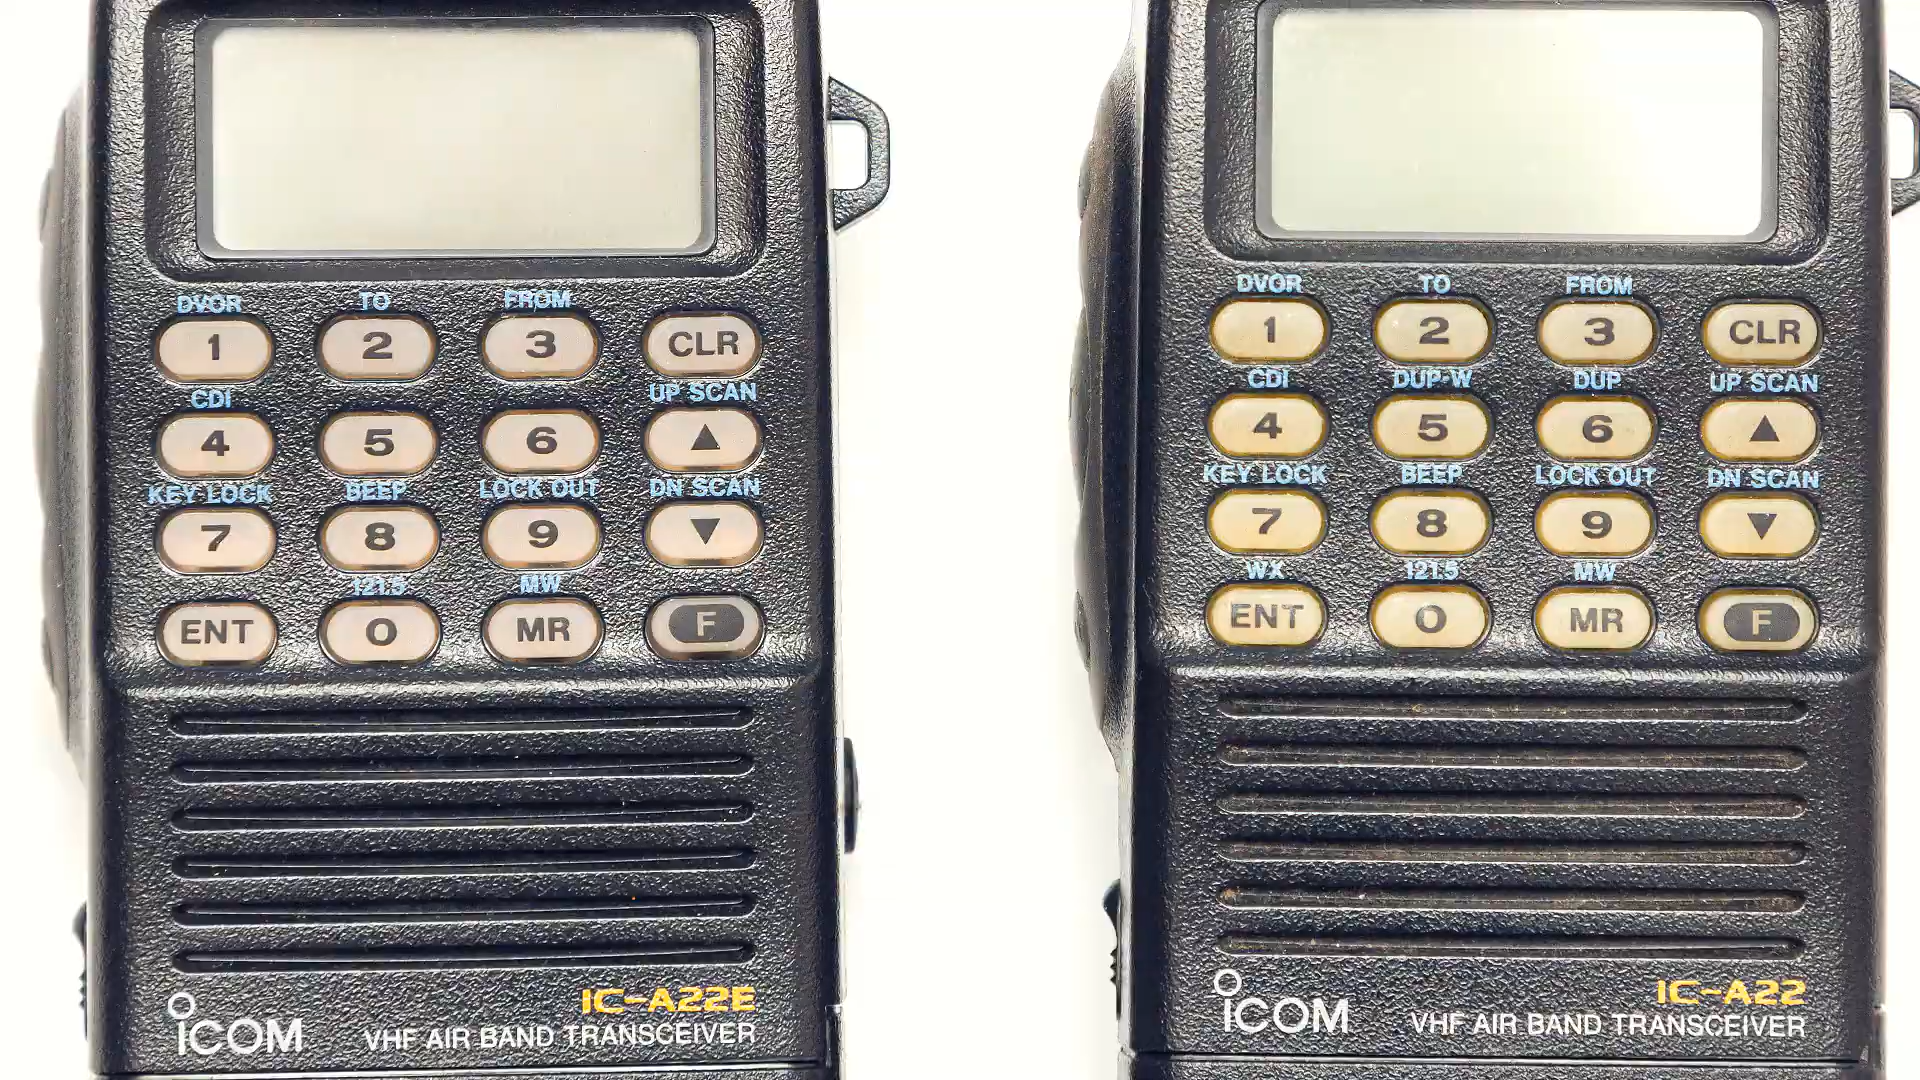 DVOR TO FROM
1 2 3 CLR
CDI UP SCAN
4 5 6 ▲
KEY LOCK BEEP LOCK OUT DN SCAN
7 8 9 ▼
121.5 MW
ENT 0 MR F
IC-A22E
ICOM VHF AIR BAND TRANSCEIVER
DVOR TO FROM
1 2 3 CLR
CDI DUP-W DUP UP SCAN
4 5 6 ▲
KEY LOCK BEEP LOCK OUT DN SCAN
7 8 9 ▼
WX 121.5 MW
ENT 0 MR F
IC-A22
ICOM VHF AIR BAND TRANSCEIVER